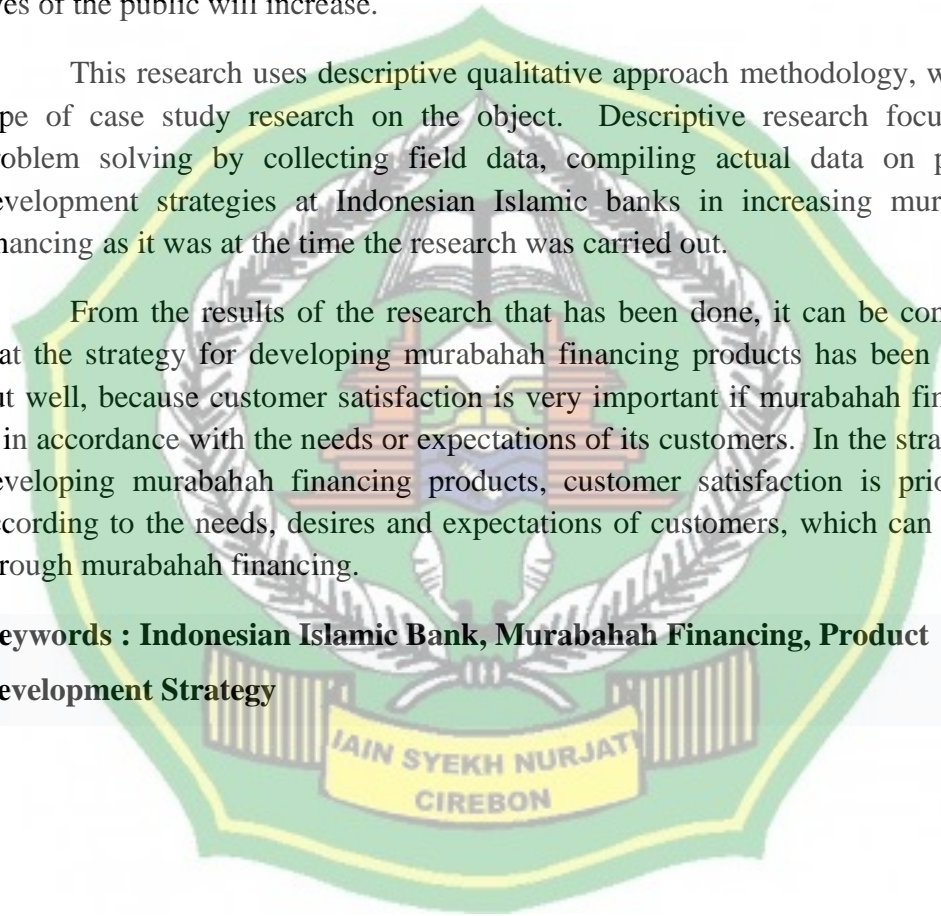 ves of the public will increase.
This research uses descriptive qualitative approach methodology, w
pe of case study research on the object. Descriptive research focu
roblem solving by collecting field data, compiling actual data on p
evelopment strategies at Indonesian Islamic banks in increasing mur
nancing as it was at the time the research was carried out.
From the results of the research that has been done, it can be con
at the strategy for developing murabahah financing products has been
ut well, because customer satisfaction is very important if murabahah fin
in accordance with the needs or expectations of its customers. In the stra
eveloping murabahah financing products, customer satisfaction is prio
ccording to the needs, desires and expectations of customers, which can
rough murabahah financing.
eywords : Indonesian Islamic Bank, Murabahah Financing, Product
evelopment Strategy
IAIN SYEKH NURJATI
CIREBON